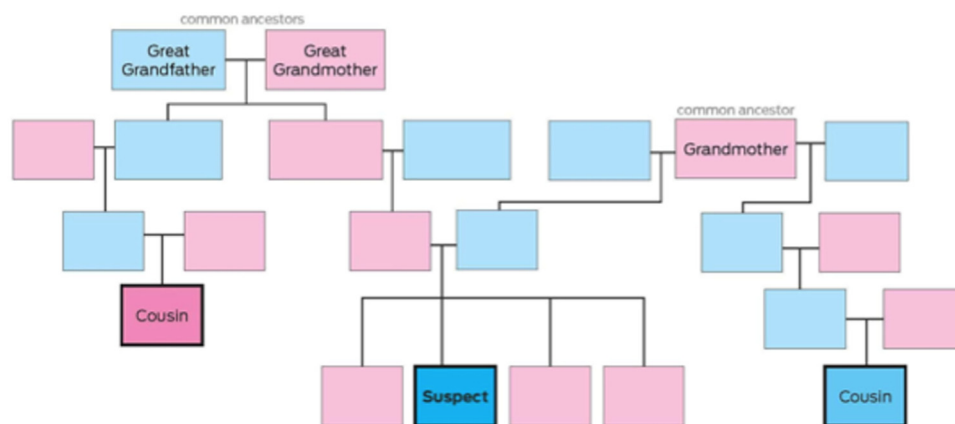 common ancestors
Great
Grandfather
Great
Grandmother
common ancestor
Grandmother
Cousin
Suspect
Cousin